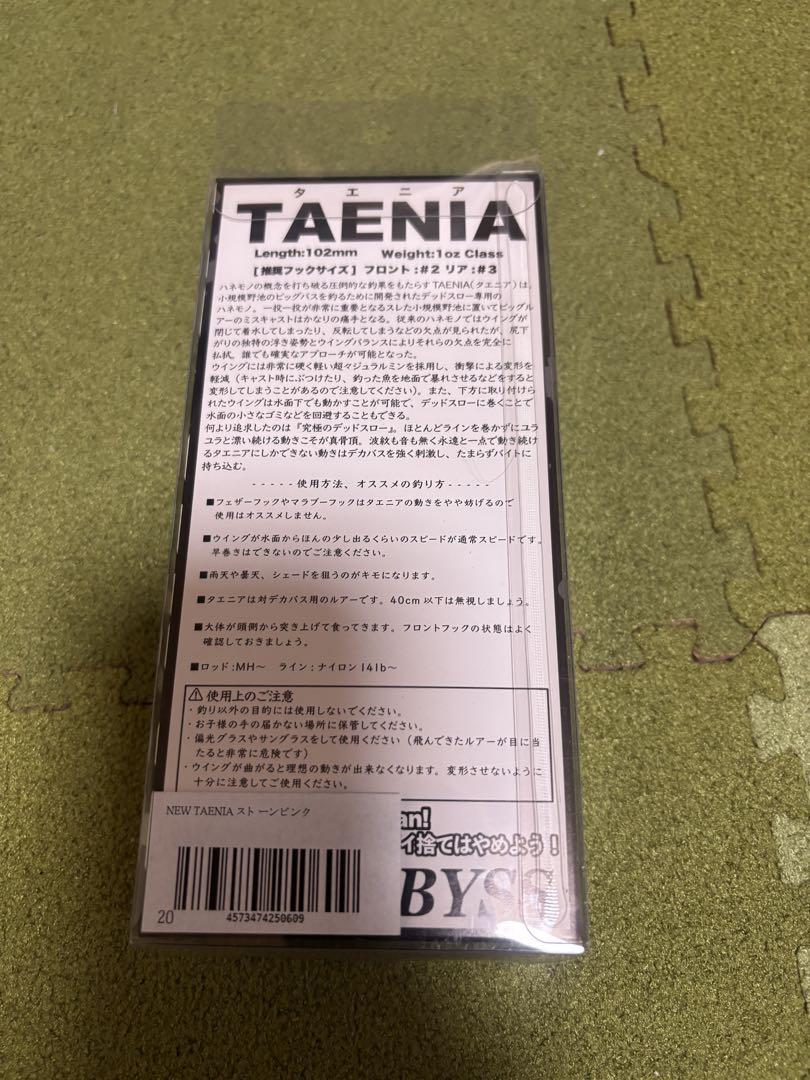 タエニア
TAENIA
Length:102mm Weight:1oz Class
[推奨フックサイズ] フロント:#2 リア:#3
ハネモノの概念を打ち破る圧倒的な釣果をもたらすTAENIA(タエニア)は、
小規模野池のビッグバスを釣るために開発されたデッドスロー専用の
ハネモノ。一投一投が非常に重要となるスレた小規模野池に置いてビッグル
アーのミスキャストはかなりの痛手となる。従来のハネモノではウイングが
閉じて着水してしまったり、反転してしまうなどの欠点が見られたが、尻下
がりの独特の浮き姿勢とウイングバランスによりそれらの欠点を完全に
払拭。誰でも確実なアプローチが可能となった。
ウイングには非常に硬く軽い超々ジュラルミンを採用し、衝撃による変形を
軽減（キャスト時にぶつけたり、釣った魚を地面で暴れさせるなどをすると
変形してしまうことがあるので注意してください）。また、下方に取り付けら
れたウイングは水面下でも動かすことが可能で、デッドスローに巻くことで
水面の小さなゴミなどを回避することもできる。
何より追求したのは『究極のデッドスロー』。ほとんどラインを巻かずにユラ
ユラと漂い続ける動きこそが真骨頂。波紋も音も無く永遠と一点で動き続け
るタエニアにしかできない動きはデカバスを強く刺激し、たまらずバイトに
持ち込む。
- - - - - 使用方法、オススメの釣り方 - - - - -
■フェザーフックやマラブーフックはタエニアの動きをやや妨げるので
使用はオススメしません。
■ウイングが水面からほんの少し出るくらいのスピードが通常スピードです。
早巻きはできないのでご注意ください。
■雨天や曇天、シェードを狙うのがキモになります。
■タエニアは対デカバス用のルアーです。40cm以下は無視しましょう。
■大体が頭側から突き上げて食ってきます。フロントフックの状態はよく
確認しておきましょう。
■ロッド:MH〜 ライン:ナイロン14lb〜
⚠使用上のご注意
・釣り以外の目的には使用しないでください。
・お子様の手の届かない場所に保管してください。
・偏光グラスやサングラスをして使用ください（飛んできたルアーが目に当
たると非常に危険です）
・ウイングが曲がると理想の動きが出来なくなります。変形させないように
十分に注意してご使用ください。
NEW TAENIA ストーンピンク
an!
イ捨てはやめよう！
BYSS
20
4573474250609